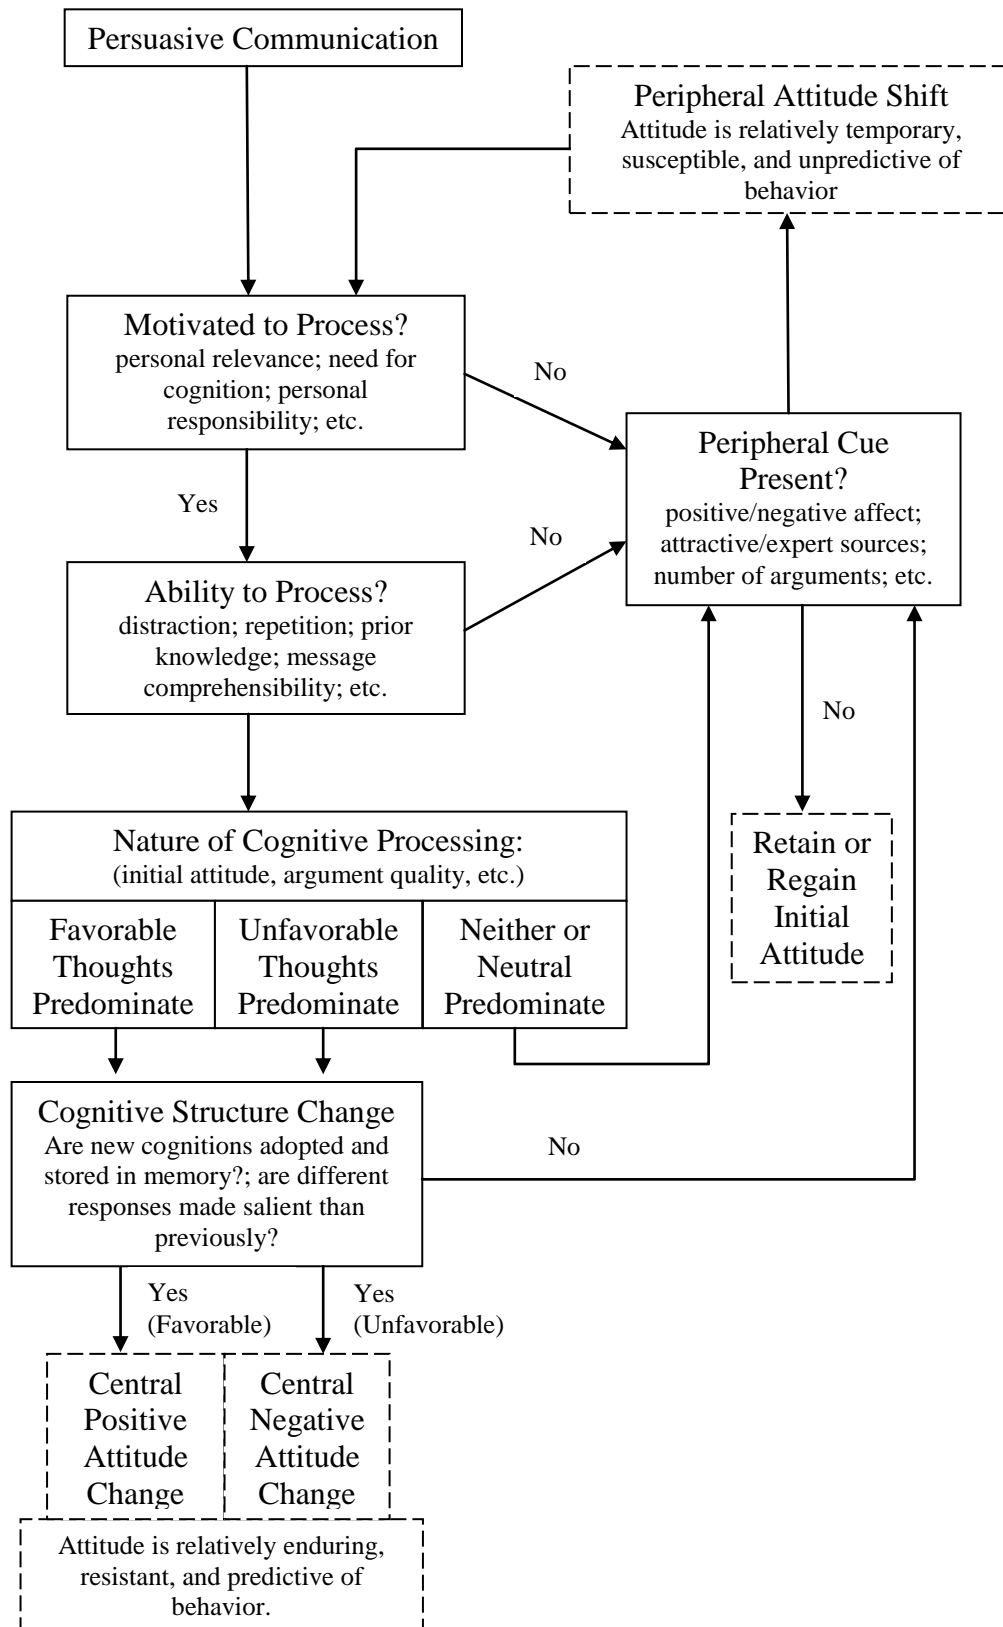 Persuasive Communication
Peripheral Attitude Shift
Attitude is relatively temporary,
susceptible, and unpredictive of
behavior
Motivated to Process?
personal relevance; need for
cognition; personal
responsibility; etc.
No
Peripheral Cue
Present?
positive/negative affect;
attractive/expert sources;
number of arguments; etc.
Yes
No
Ability to Process?
distraction; repetition; prior
knowledge; message
comprehensibility; etc.
No
Nature of Cognitive Processing:
(initial attitude, argument quality, etc.)
Favorable
Thoughts
Predominate
Unfavorable
Thoughts
Predominate
Neither or
Neutral
Predominate
Retain or
Regain
Initial
Attitude
Cognitive Structure Change
Are new cognitions adopted and
stored in memory?; are different
responses made salient than
previously?
No
Yes
(Favorable)
Yes
(Unfavorable)
Central
Positive
Attitude
Change
Central
Negative
Attitude
Change
Attitude is relatively enduring,
resistant, and predictive of
behavior.